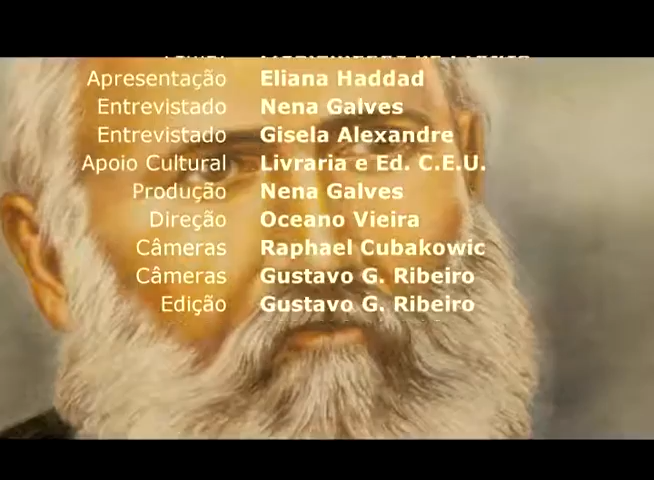 Apresentação Eliana Haddad
Entrevistado Nena Galves
Entrevistado Gisela Alexandre
Apoio Cultural Livraria e Ed. C.E.U.
Produção Nena Galves
Direção Oceano Vieira
Câmeras Raphael Cubakowic
Câmeras Gustavo G. Ribeiro
Edição Gustavo G. Ribeiro